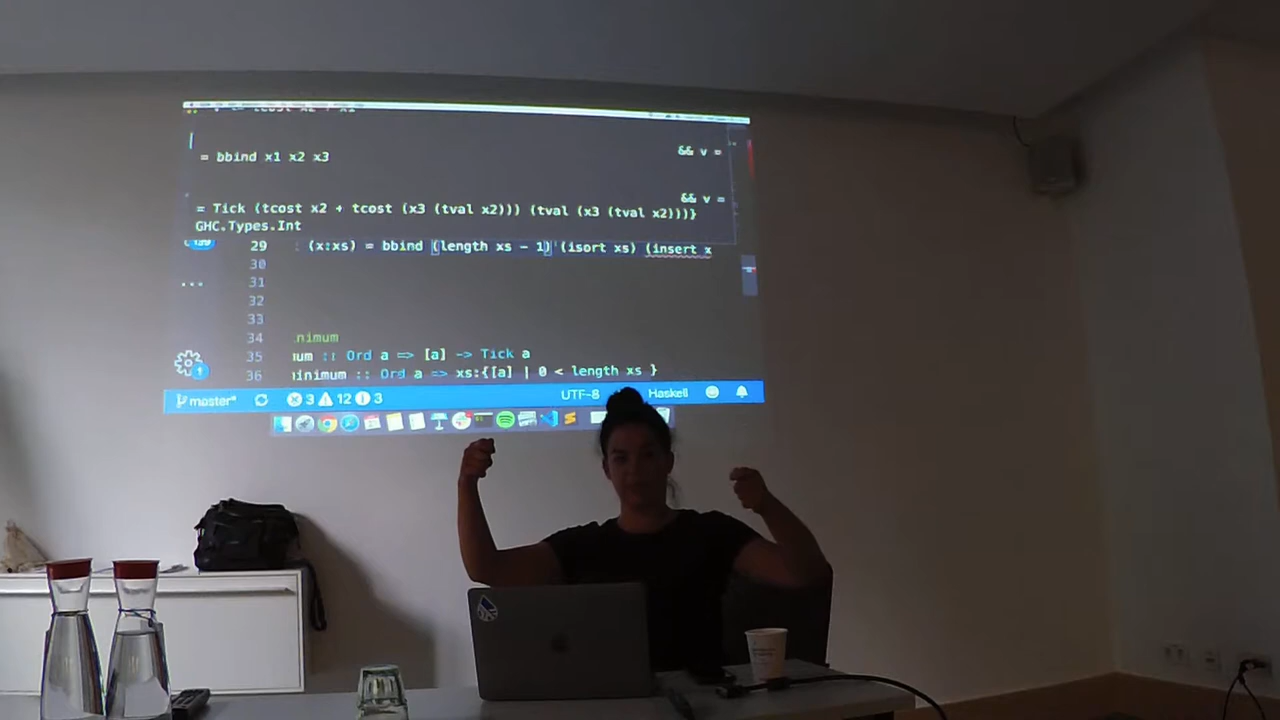 = bbind x1 x2 x3 && v =
&& v =
= Tick (tcost x2 + tcost (x3 (tval x2))) (tval (x3 (tval x2)))}
GHC.Types.Int
29 : (x:xs) = bbind (length xs - 1) (isort xs) (insert x
30
31
32
33
34 nimum
35 um :: Ord a => [a] -> Tick a
36 inimum :: Ord a => xs:{[a] | 0 < length xs }
master* 3 12 3 UTF-8 Haskell